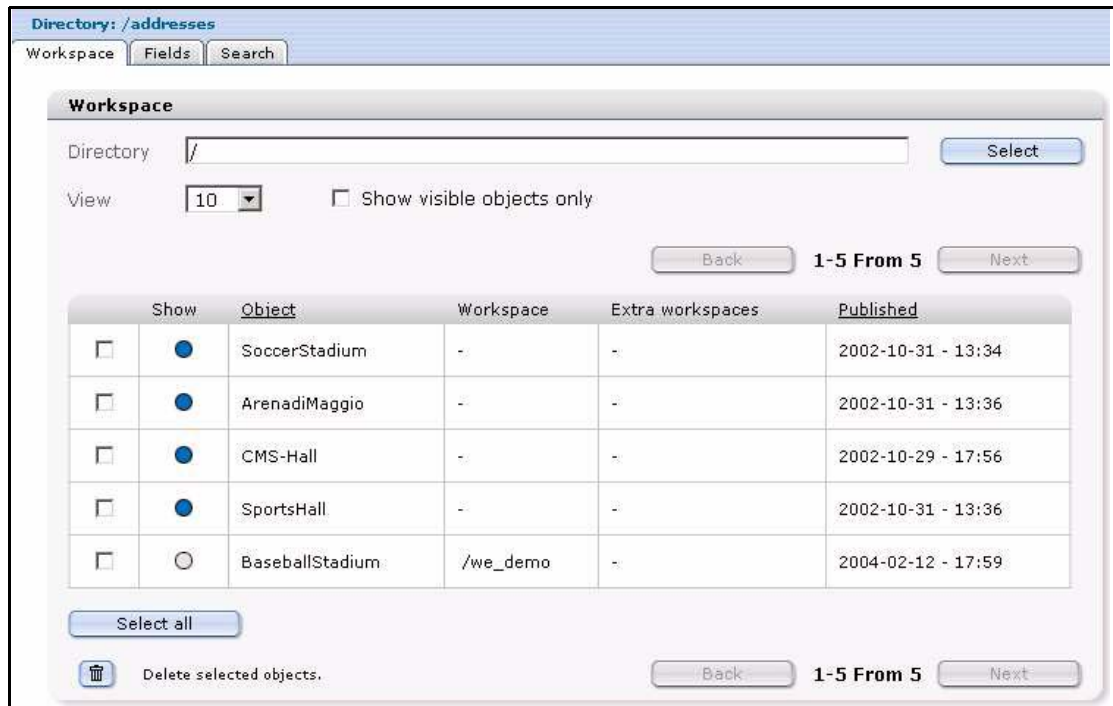 Directory: /addresses
Workspace Fields Search
Workspace
Directory / Select
View 10 Show visible objects only
Back 1-5 From 5 Next
Show Object Workspace Extra workspaces Published
SoccerStadium - - 2002-10-31 - 13:34
ArenadiMaggio - - 2002-10-31 - 13:36
CMS-Hall - - 2002-10-29 - 17:56
SportsHall - - 2002-10-31 - 13:36
BaseballStadium /we_demo - 2004-02-12 - 17:59
Select all
Delete selected objects. Back 1-5 From 5 Next